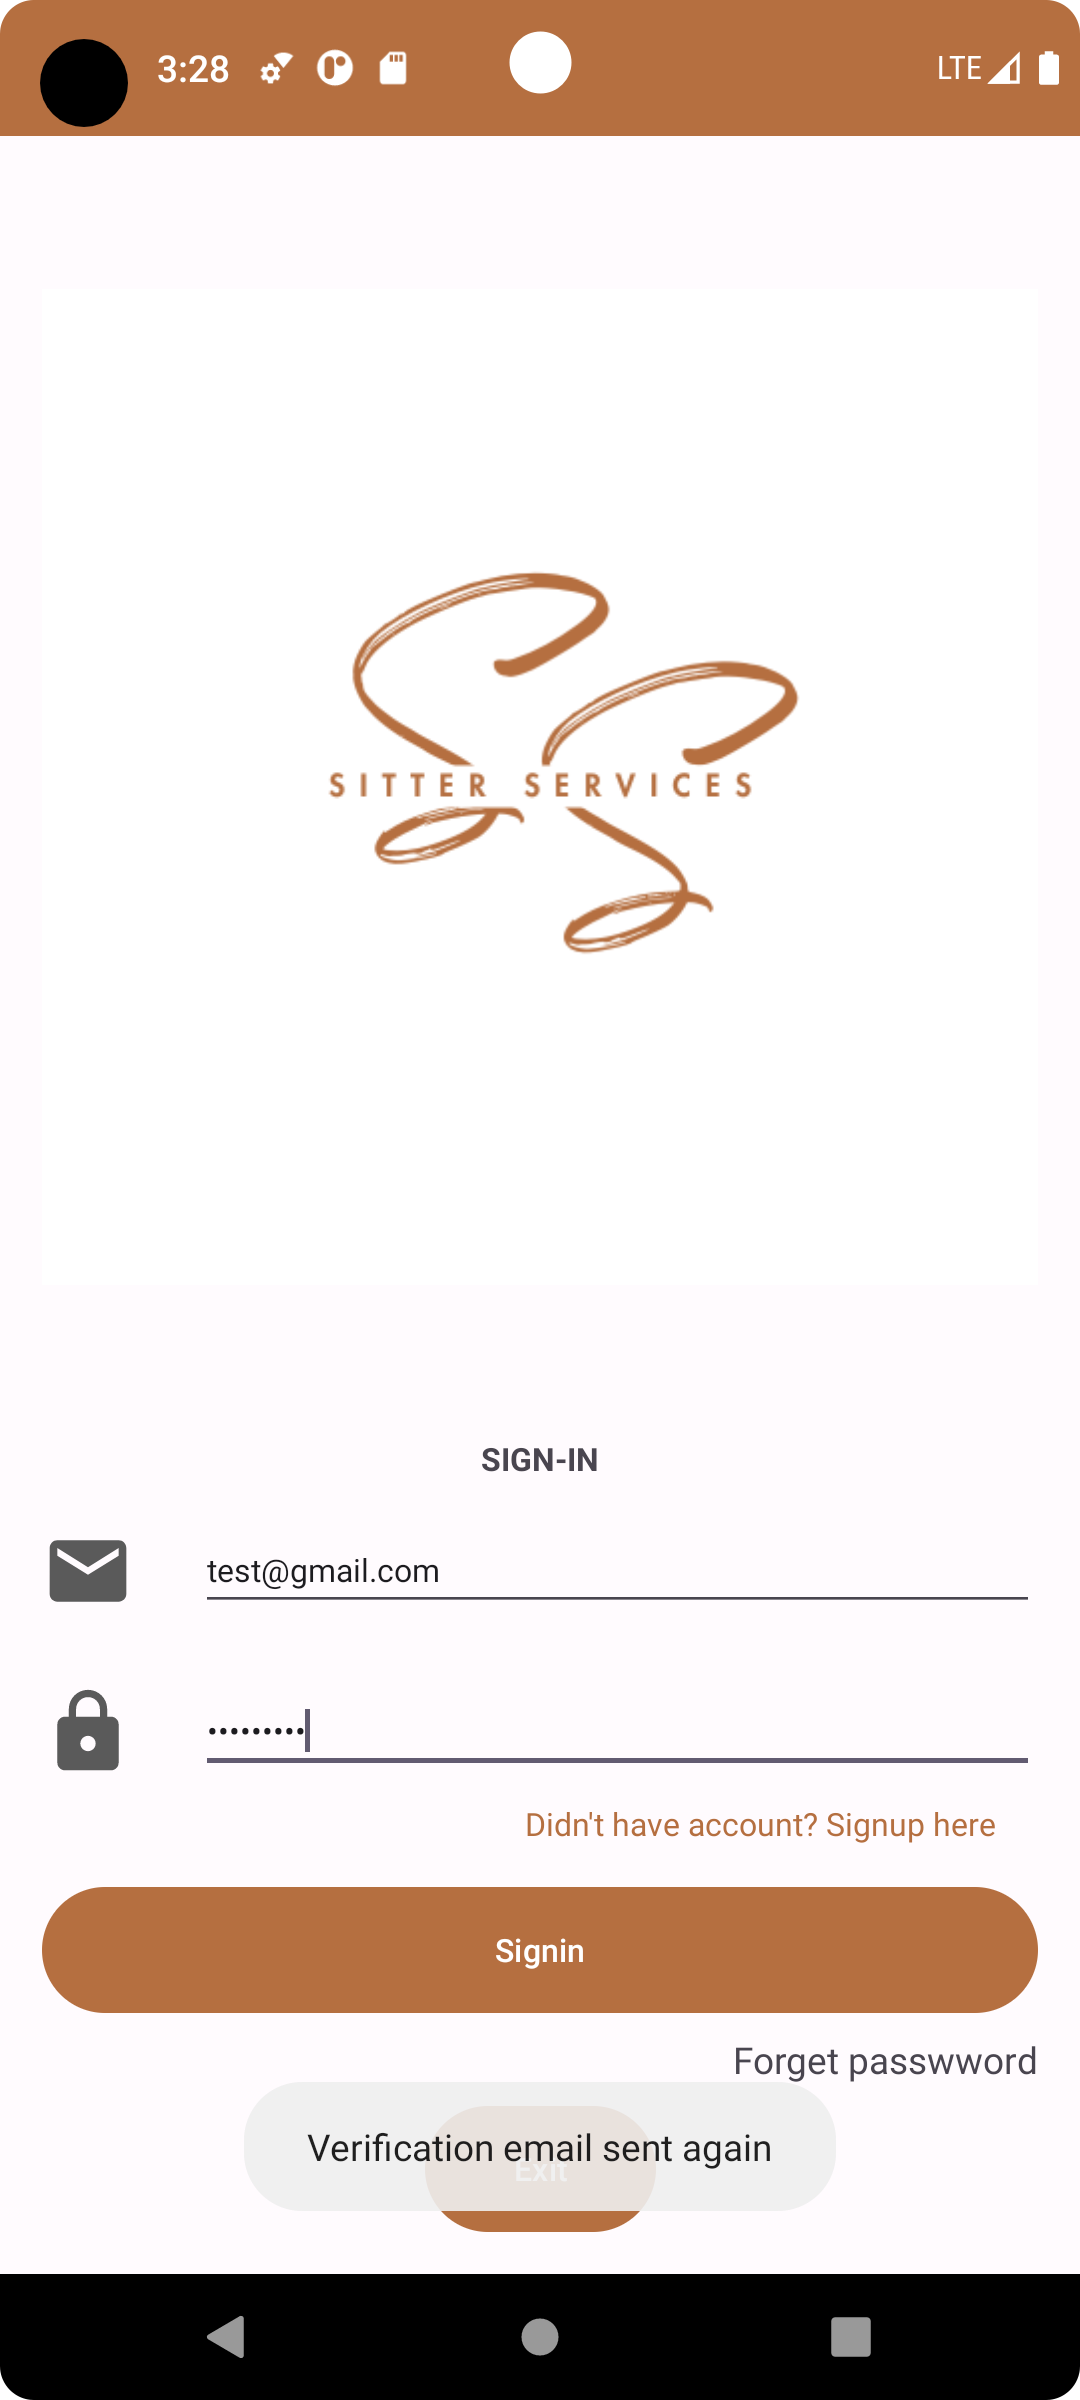 3:28
LTE
SITTER SERVICES
SIGN-IN
test@gmail.com
•••••••••
Didn't have account? Signup here
Signin
Forget passwword
Verification email sent again
Exit